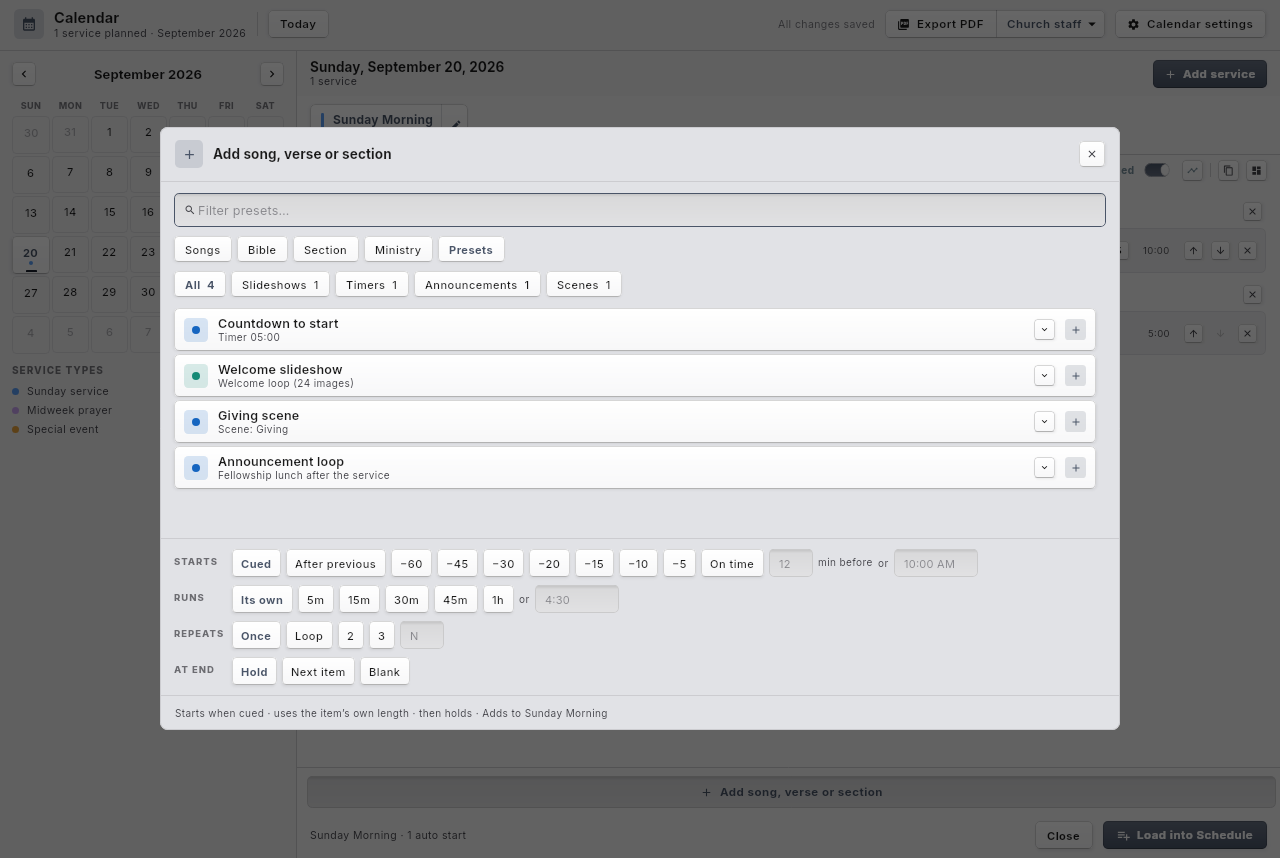 Calendar
1 service planned · September 2026
Today
All changes saved
Export PDF
Church staff
Calendar settings
September 2026
SUN MON TUE WED THU FRI SAT
30 31 1 2
6 7 8 9
13 14 15 16
20 21 22 23
27 28 29 30
4 5 6 7
SERVICE TYPES
Sunday service
Midweek prayer
Special event
Sunday, September 20, 2026
1 service
Add service
Sunday Morning
10:00
5:00
Add song, verse or section
Filter presets...
Songs Bible Section Ministry Presets
All 4 Slideshows 1 Timers 1 Announcements 1 Scenes 1
Countdown to start
Timer 05:00
Welcome slideshow
Welcome loop (24 images)
Giving scene
Scene: Giving
Announcement loop
Fellowship lunch after the service
STARTS Cued After previous −60 −45 −30 −20 −15 −10 −5 On time 12 min before or 10:00 AM
RUNS Its own 5m 15m 30m 45m 1h or 4:30
REPEATS Once Loop 2 3 N
AT END Hold Next item Blank
Starts when cued · uses the item's own length · then holds · Adds to Sunday Morning
Add song, verse or section
Sunday Morning · 1 auto start
Close
Load into Schedule